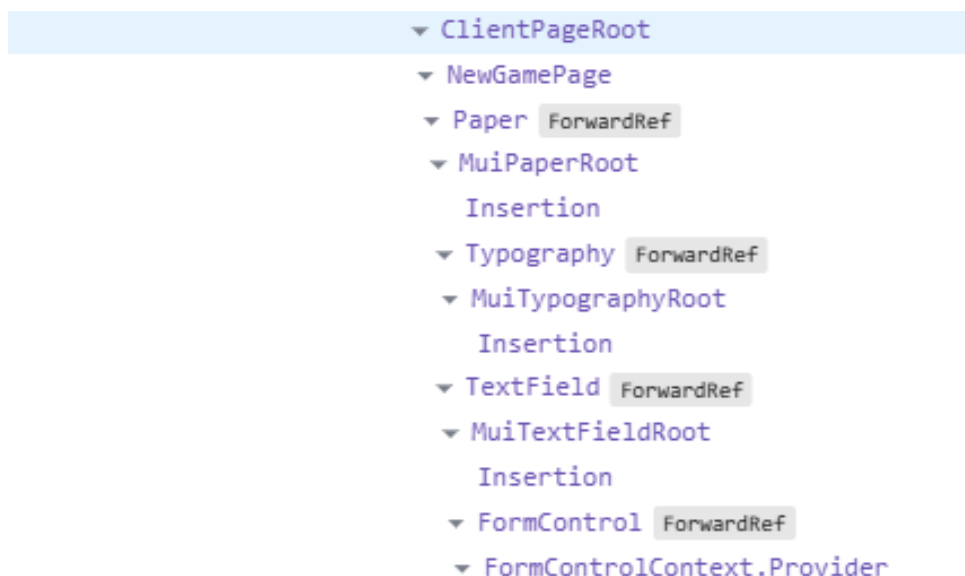 ClientPageRoot
NewGamePage
Paper ForwardRef
MuiPaperRoot
Insertion
Typography ForwardRef
MuiTypographyRoot
Insertion
TextField ForwardRef
MuiTextFieldRoot
Insertion
FormControl ForwardRef
FormControlContext.Provider